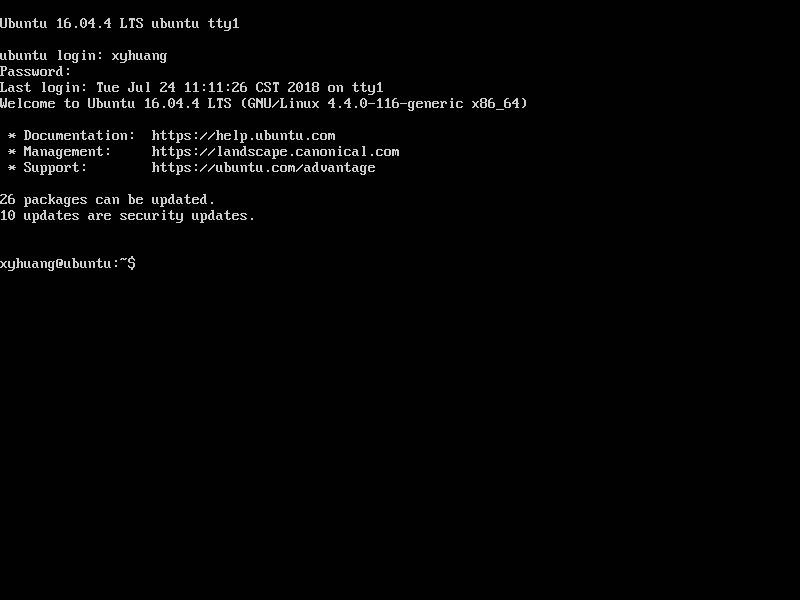 Ubuntu 16.04.4 LTS ubuntu tty1
ubuntu login: xyhuang
Password:
Last login: Tue Jul 24 11:11:26 CST 2018 on tty1
Welcome to Ubuntu 16.04.4 LTS (GNU/Linux 4.4.0-116-generic x86_64)
* Documentation:  https://help.ubuntu.com
* Management:     https://landscape.canonical.com
* Support:        https://ubuntu.com/advantage
26 packages can be updated.
10 updates are security updates.
xyhuang@ubuntu:~$